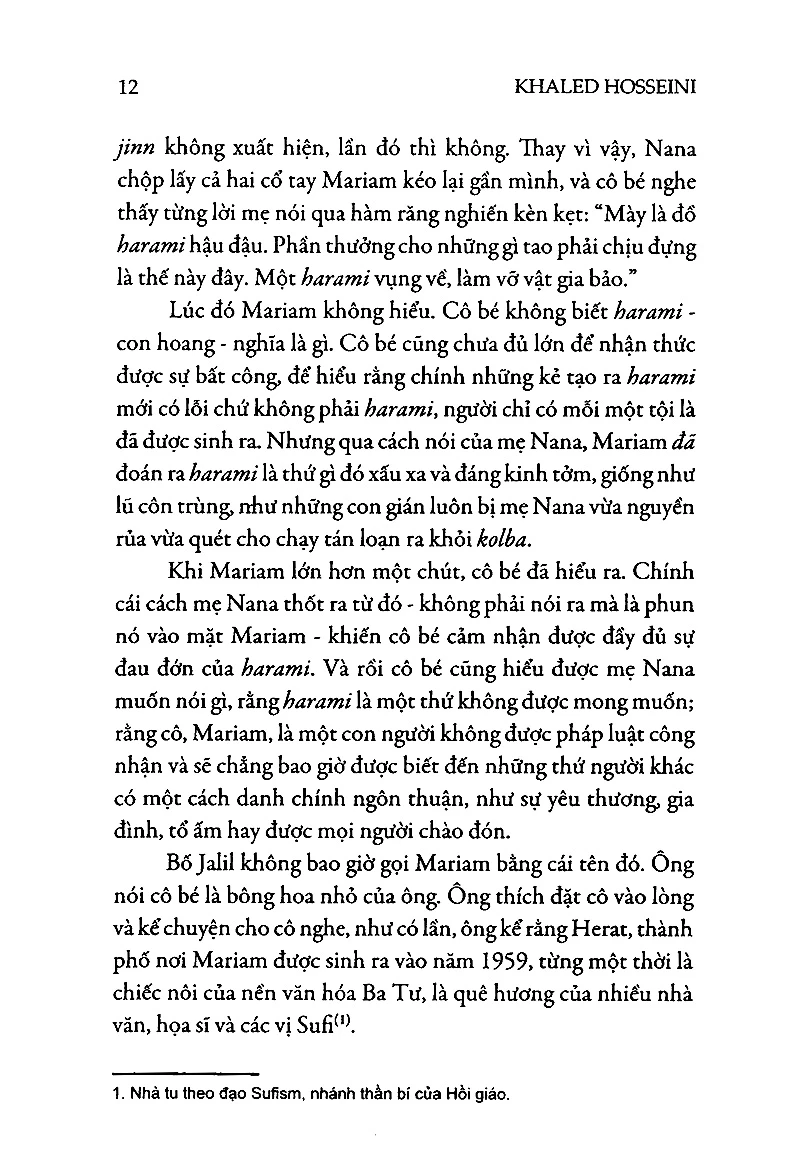 12 KHALED HOSSEINI
jinn không xuất hiện, lần đó thì không. Thay vì vậy, Nana
chộp lấy cả hai cổ tay Mariam kéo lại gần mình, và cô bé nghe
thấy từng lời mẹ nói qua hàm răng nghiến kèn kẹt: “Mày là đồ
harami hậu đậu. Phần thưởng cho những gì tao phải chịu đựng
là thế này đây. Một harami vụng về, làm vỡ vật gia bảo.”
Lúc đó Mariam không hiểu. Cô bé không biết harami -
con hoang - nghĩa là gì. Cô bé cũng chưa đủ lớn để nhận thức
được sự bất công, để hiểu rằng chính những kẻ tạo ra harami
mới có lỗi chứ không phải harami, người chỉ có mỗi một tội là
đã được sinh ra. Nhưng qua cách nói của mẹ Nana, Mariam đã
đoán ra harami là thứ gì đó xấu xa và đáng kinh tởm, giống như
lũ côn trùng, như những con gián luôn bị mẹ Nana vừa nguyền
rủa vừa quét cho chạy tán loạn ra khỏi kolba.
Khi Mariam lớn hơn một chút, cô bé đã hiểu ra. Chính
cái cách mẹ Nana thốt ra từ đó - không phải nói ra mà là phun
nó vào mặt Mariam - khiến cô bé cảm nhận được đầy đủ sự
đau đớn của harami. Và rồi cô bé cũng hiểu được mẹ Nana
muốn nói gì, rằng harami là một thứ không được mong muốn;
rằng cô, Mariam, là một con người không được pháp luật công
nhận và sẽ chẳng bao giờ được biết đến những thứ người khác
có một cách danh chính ngôn thuận, như sự yêu thương, gia
đình, tổ ấm hay được mọi người chào đón.
Bố Jalil không bao giờ gọi Mariam bằng cái tên đó. Ông
nói cô bé là bông hoa nhỏ của ông. Ông thích đặt cô vào lòng
và kể chuyện cho cô nghe, như có lần, ông kể rằng Herat, thành
phố nơi Mariam được sinh ra vào năm 1959, từng một thời là
chiếc nôi của nền văn hóa Ba Tư, là quê hương của nhiều nhà
văn, họa sĩ và các vị Sufi(1).
1. Nhà tu theo đạo Sufism, nhánh thần bí của Hồi giáo.